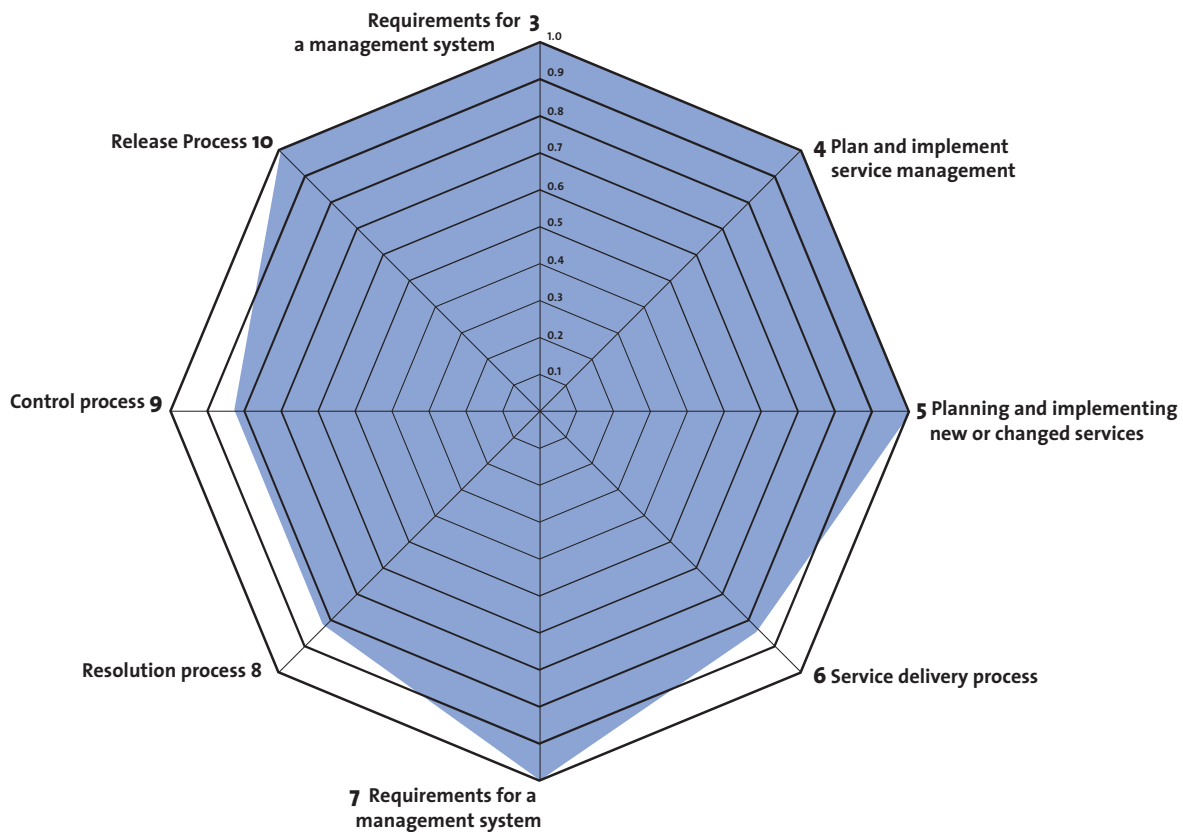 Requirements for 3
a management system
1.0
0.9
0.8
0.7
0.6
0.5
0.4
0.3
0.2
0.1
Release Process 10
4 Plan and implement
service management
Control process 9
5 Planning and implementing
new or changed services
Resolution process 8
6 Service delivery process
7 Requirements for a
management system